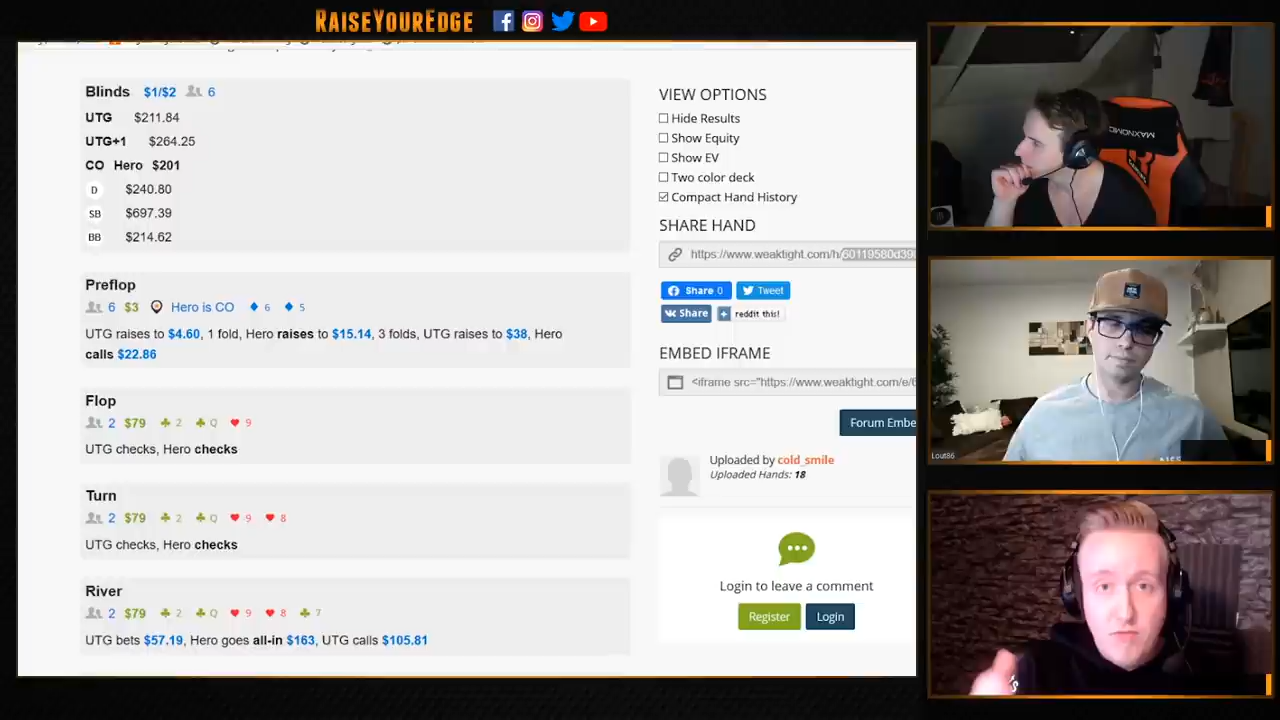 RAISEYOUREDGE
Blinds $1/$2 6
UTG $211.84
UTG+1 $264.25
CO Hero $201
D $240.80
SB $697.39
BB $214.62
Preflop
6 $3 Hero is CO 6 5
UTG raises to $4.60, 1 fold, Hero raises to $15.14, 3 folds, UTG raises to $38, Hero
calls $22.86
Flop
2 $79 2 Q 9
UTG checks, Hero checks
Turn
2 $79 2 Q 9 8
UTG checks, Hero checks
River
2 $79 2 Q 9 8 7
UTG bets $57.19, Hero goes all-in $163, UTG calls $105.81
VIEW OPTIONS
Hide Results
Show Equity
Show EV
Two color deck
Compact Hand History
SHARE HAND
https://www.weaktight.com/h/60119580d39
Share 0 Tweet
Share reddit this!
EMBED IFRAME
<iframe src="https://www.weaktight.com/e/6
Forum Embe
Uploaded by cold_smile
Uploaded Hands: 18
Login to leave a comment
Register Login
MAXNOMIC
Lout86